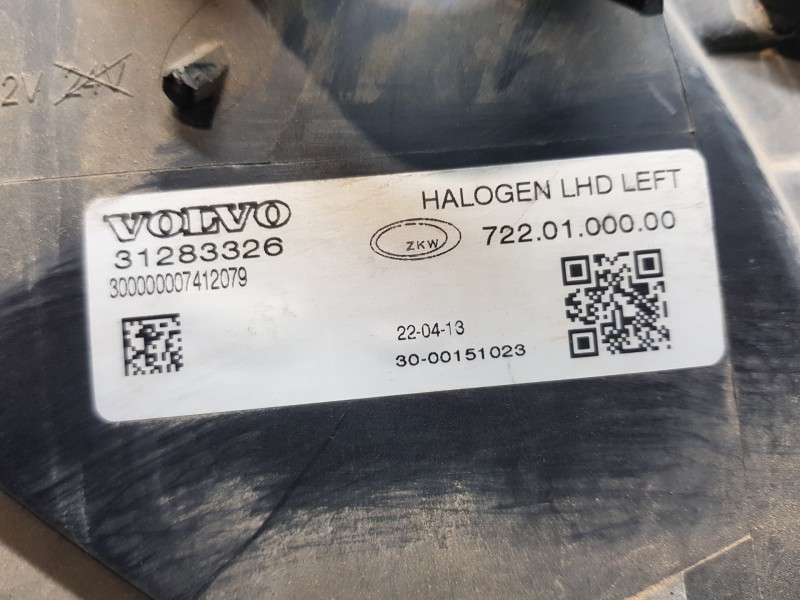 2V 24V
VOLVO
HALOGEN LHD LEFT
31283326
ZKW
722.01.000.00
300000007412079
22-04-13
30-00151023